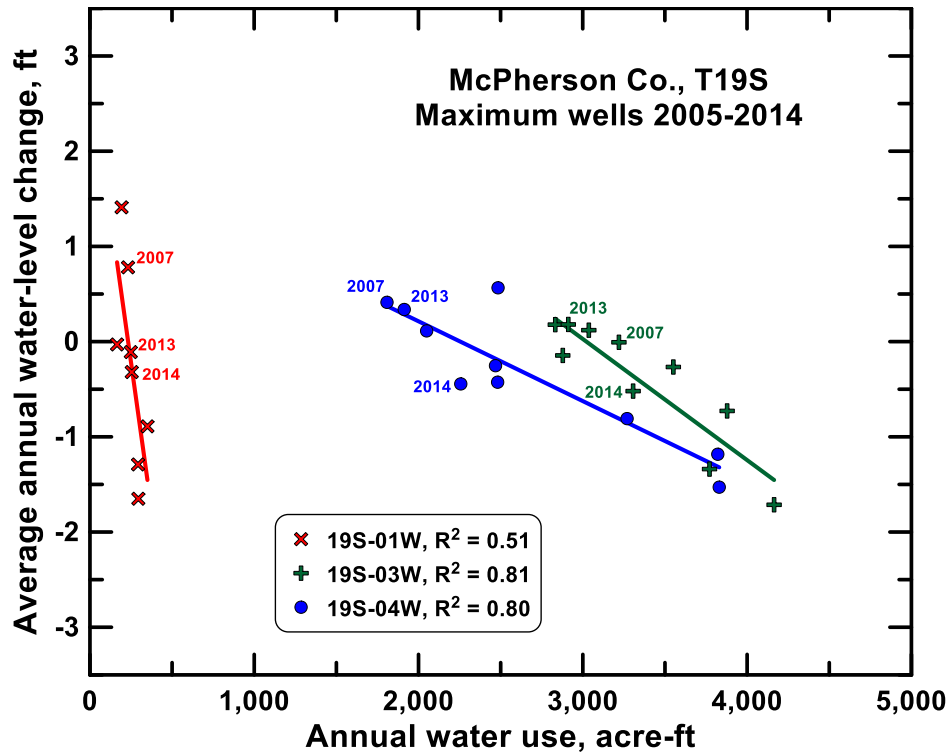 McPherson Co., T19S
Maximum wells 2005-2014
Average annual water-level change, ft
3
2
1
0
-1
-2
-3
2007
2013
2014
2007
2013
2014
2013
2007
2014
19S-01W, R² = 0.51
19S-03W, R² = 0.81
19S-04W, R² = 0.80
0 1,000 2,000 3,000 4,000 5,000
Annual water use, acre-ft